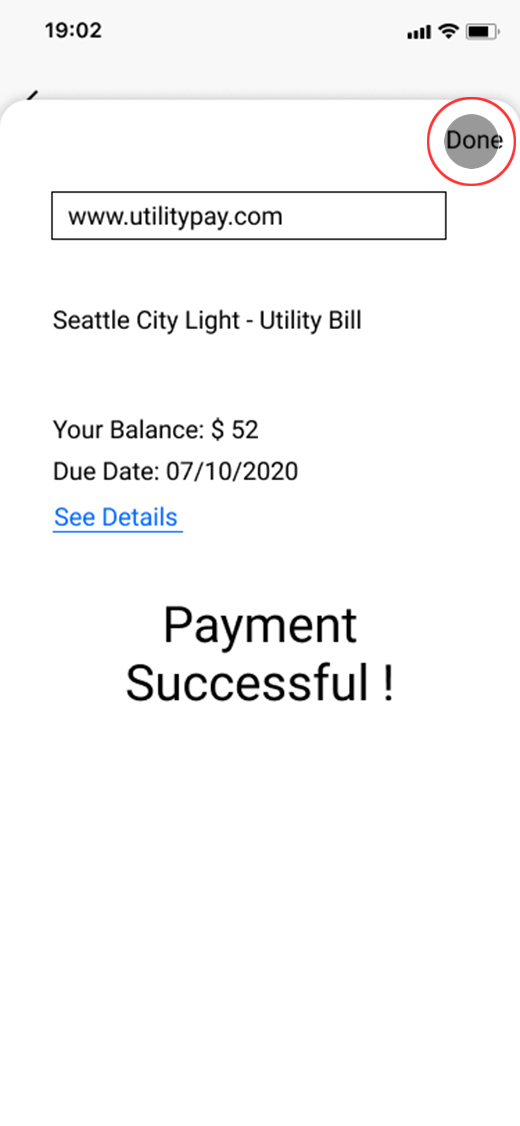 19:02
Done
www.utilitypay.com
Seattle City Light - Utility Bill
Your Balance: $ 52
Due Date: 07/10/2020
See Details
Payment
Successful !